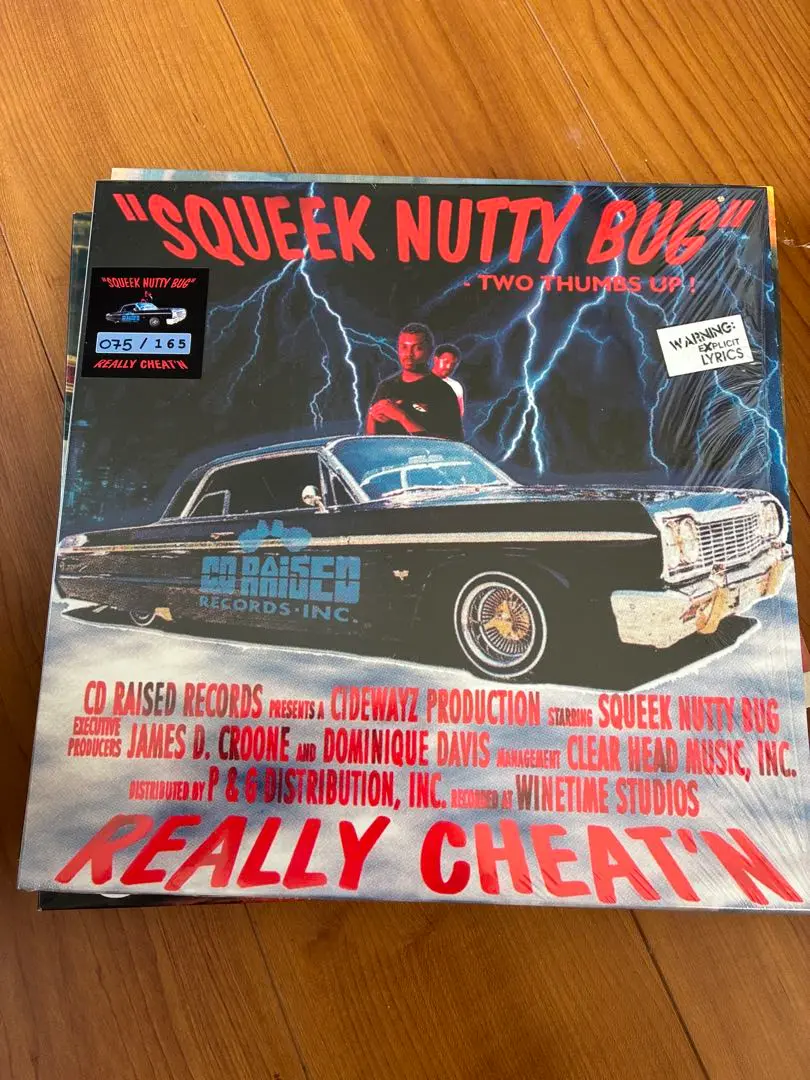 "SQUEEK NUTTY BUG"
- TWO THUMBS UP !
"SQUEEK NUTTY BUG"
075 / 165
REALLY CHEAT'N
WARNING:
EXPLICIT
LYRICS
CD RAISED
RECORDS·INC.
CD RAISED RECORDS PRESENTS A CIDEWAYZ PRODUCTION STARRING SQUEEK NUTTY BUG
EXECUTIVE PRODUCERS JAMES D. CROONE AND DOMINIQUE DAVIS MANAGEMENT CLEAR HEAD MUSIC, INC.
DISTRIBUTED BY P & G DISTRIBUTION, INC. RECORDED AT WINETIME STUDIOS
REALLY CHEAT'N